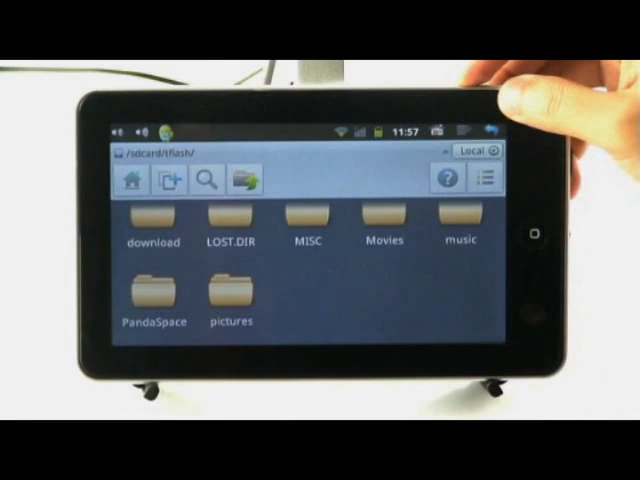 11:57
/sdcard/tflash/
Local
download LOST.DIR MISC Movies music
PandaSpace pictures